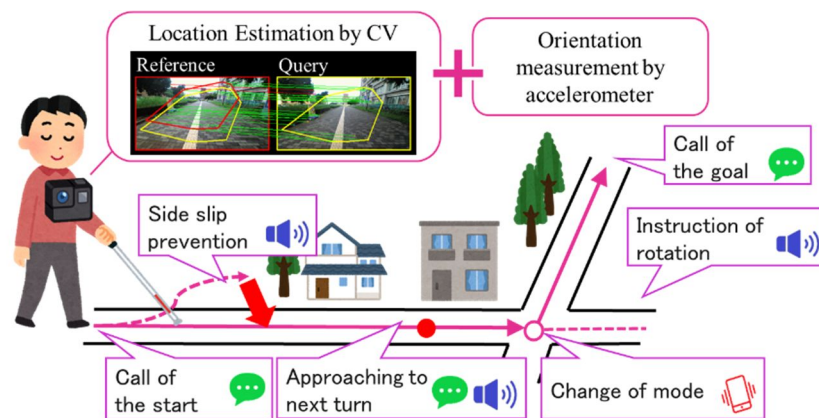 Location Estimation by CV
Reference
Query
Orientation
measurement by
accelerometer
Call of
the goal
Side slip
prevention
Instruction of
rotation
Call of
the start
Approaching to
next turn
Change of mode